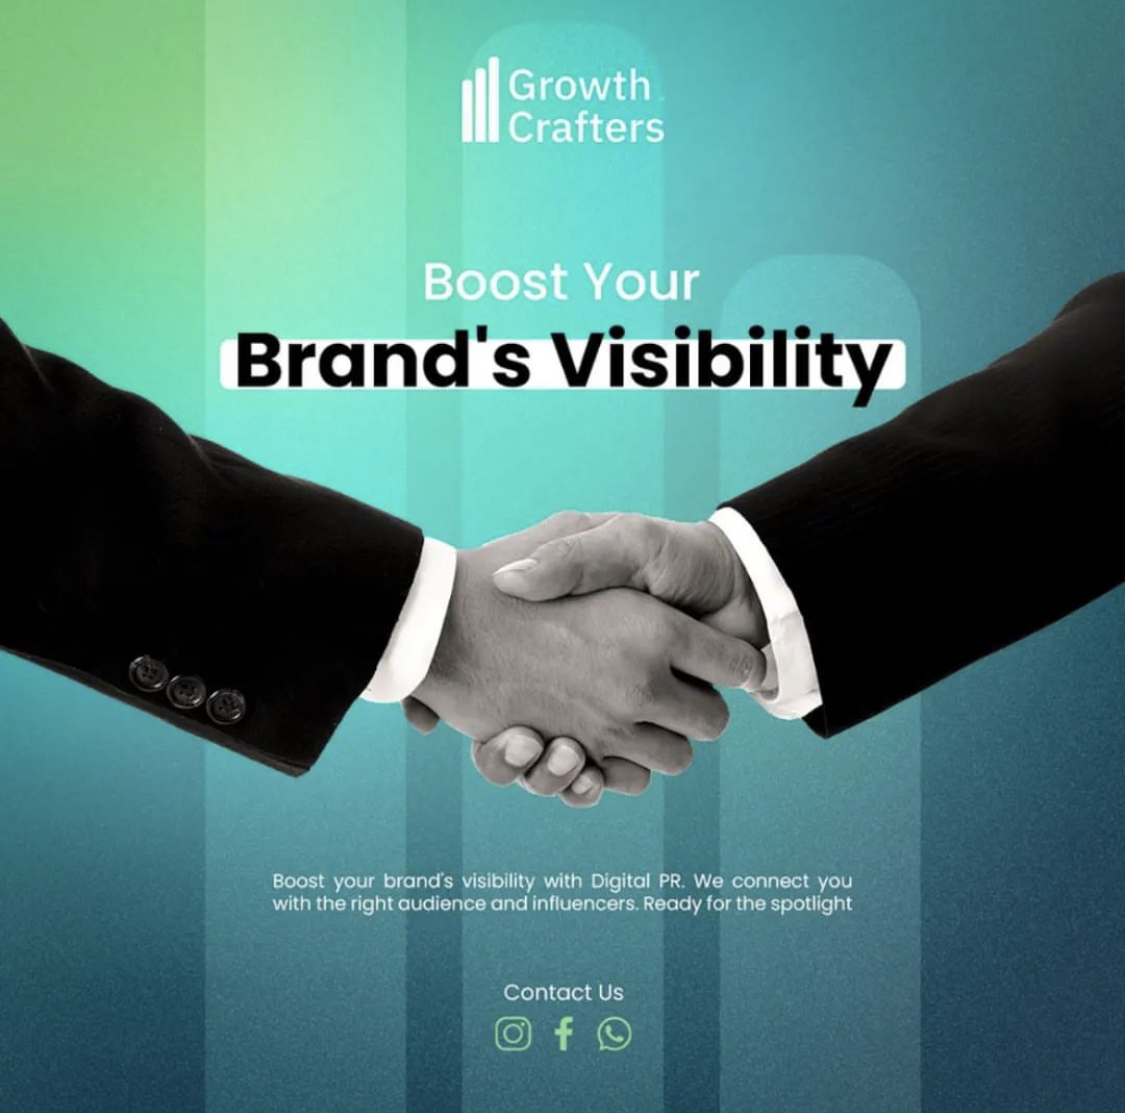 Growth
Crafters
Boost Your
Brand's Visibility
Boost your brand's visibility with Digital PR. We connect you
with the right audience and influencers. Ready for the spotlight
Contact Us